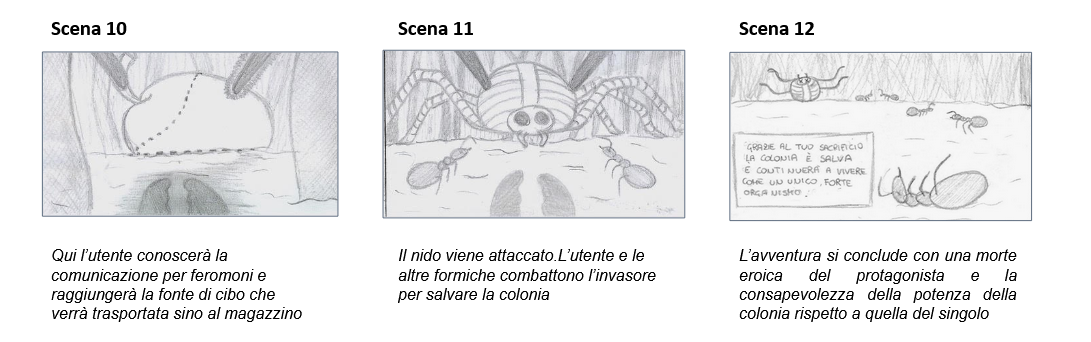 Scena 10
Scena 11
Scena 12
GRAZIE AL TUO SACRIFICIO
LA COLONIA È SALVA
E CONTINUERÀ A VIVERE
COME UN UNICO, FORTE
ORGANISMO.
Qui l'utente conoscerà la
comunicazione per feromoni e
raggiungerà la fonte di cibo che
verrà trasportata sino al magazzino
Il nido viene attaccato.L'utente e le
altre formiche combattono l'invasore
per salvare la colonia
L'avventura si conclude con una morte
eroica del protagonista e la
consapevolezza della potenza della
colonia rispetto a quella del singolo